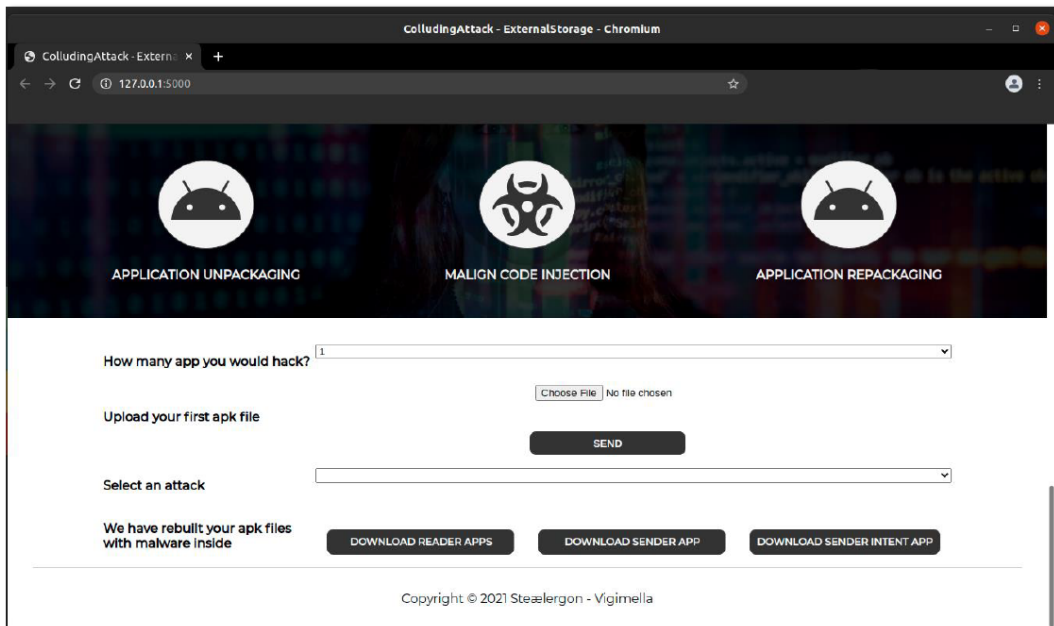 ColludingAttack - ExternalStorage - Chromium
ColludingAttack - Externa
127.0.0.1:5000
APPLICATION UNPACKAGING
MALIGN CODE INJECTION
APPLICATION REPACKAGING
How many app you would hack?
1
Choose File No file chosen
Upload your first apk file
SEND
Select an attack
We have rebuilt your apk files
with malware inside
DOWNLOAD READER APPS
DOWNLOAD SENDER APP
DOWNLOAD SENDER INTENT APP
Copyright © 2021 Steælergon - Vigimella